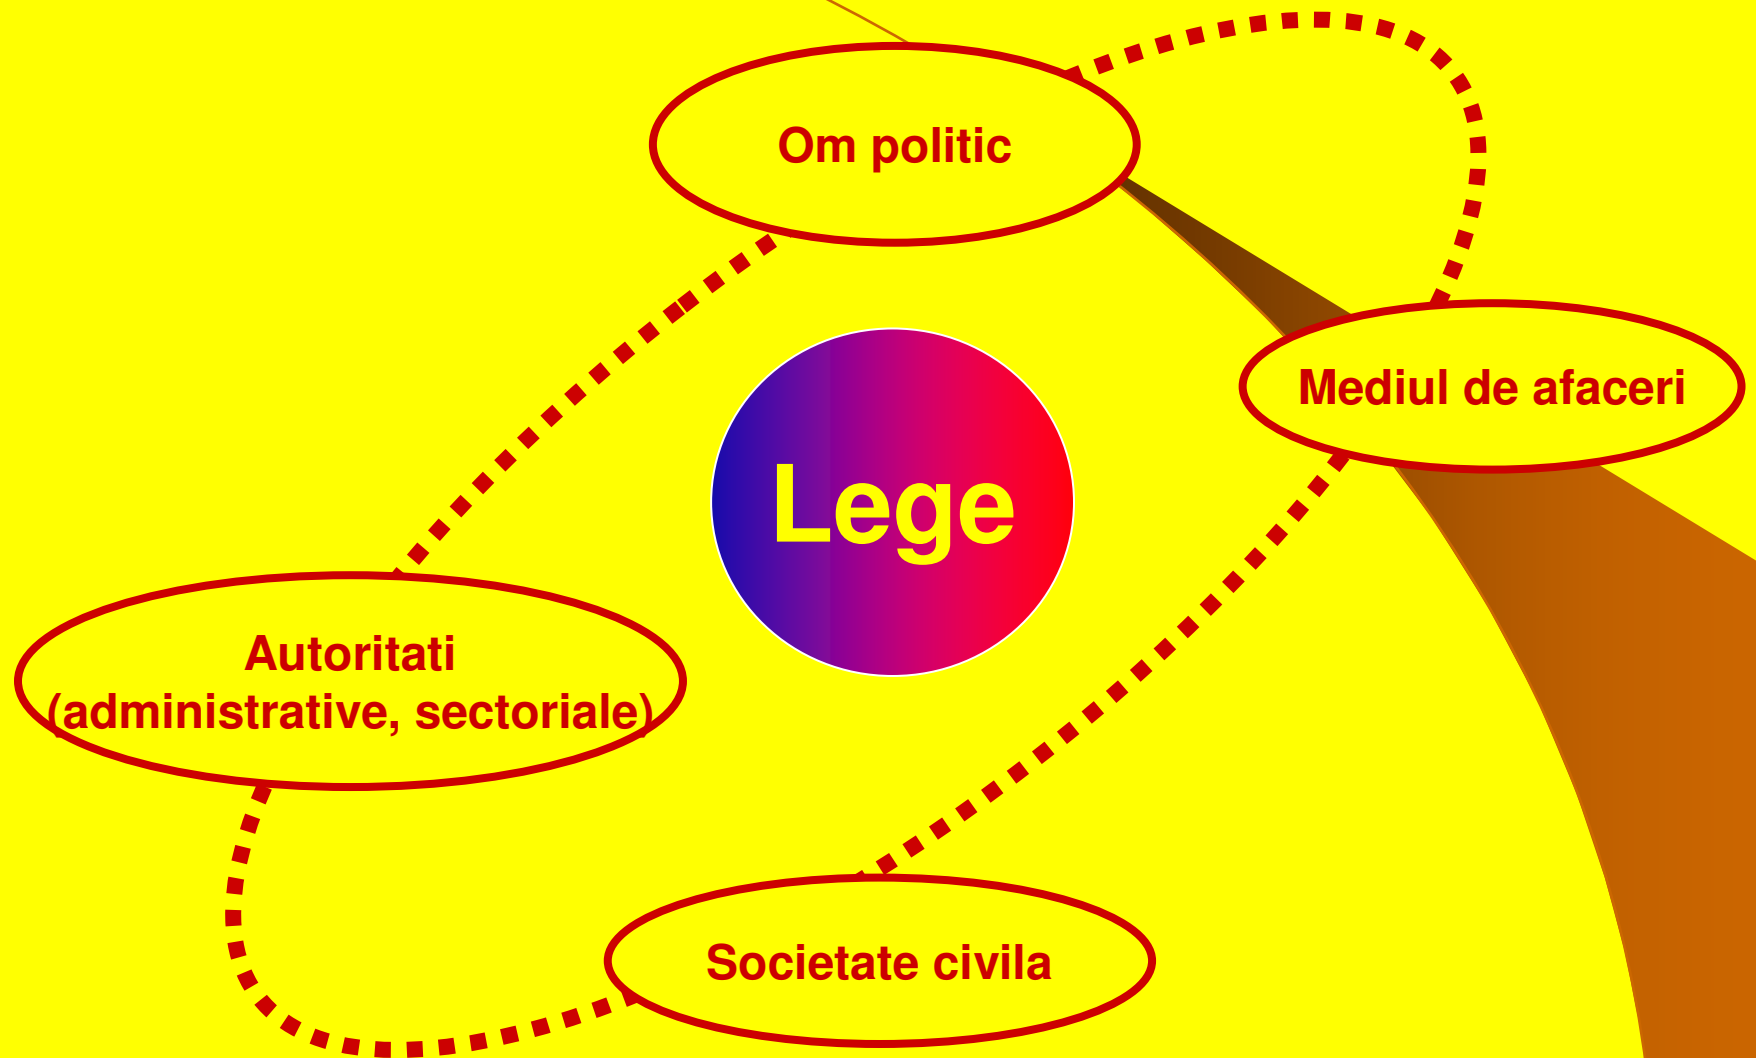 Om politic
Mediul de afaceri
Lege
Autoritati
(administrative, sectoriale)
Societate civila